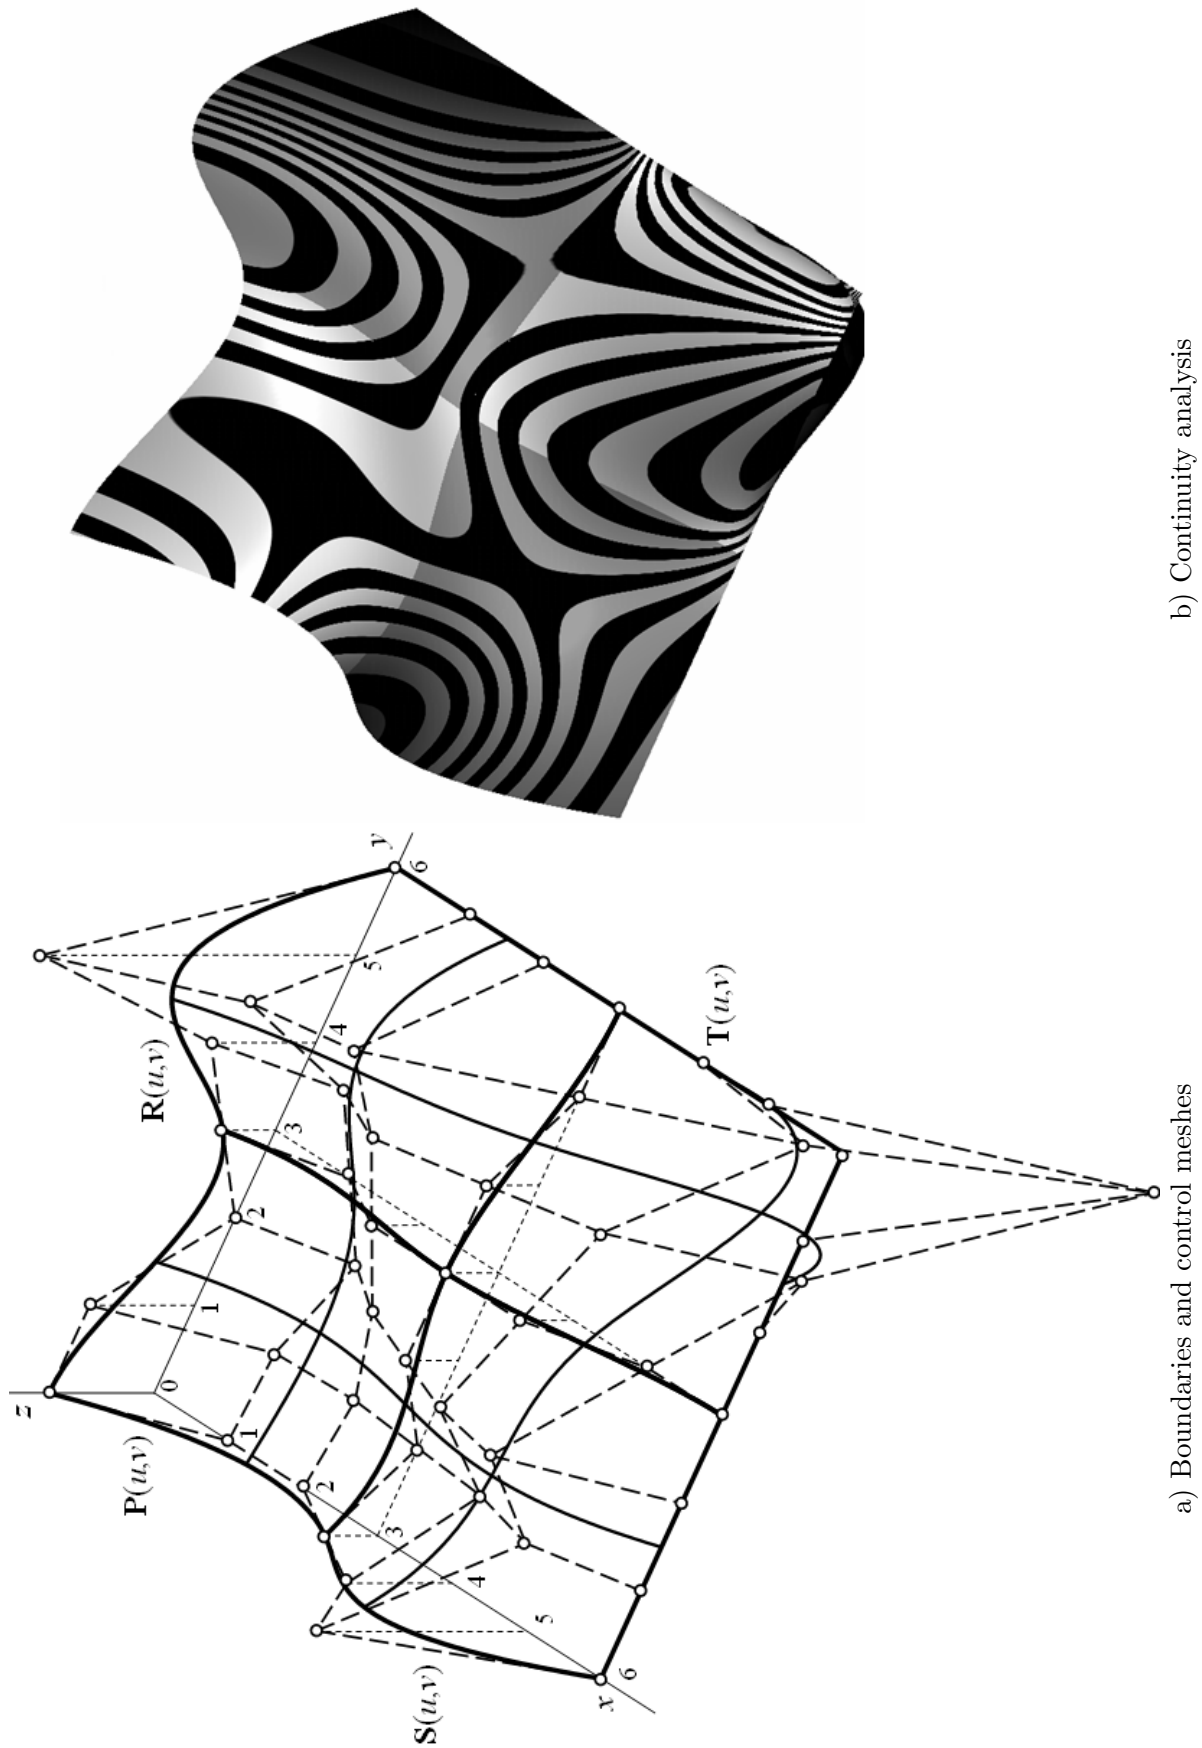 z
P(u,v)
R(u,v)
S(u,v)
T(u,v)
0
1
2
3
4
5
6
y
1
2
3
4
5
6
x
a) Boundaries and control meshes
b) Continuity analysis